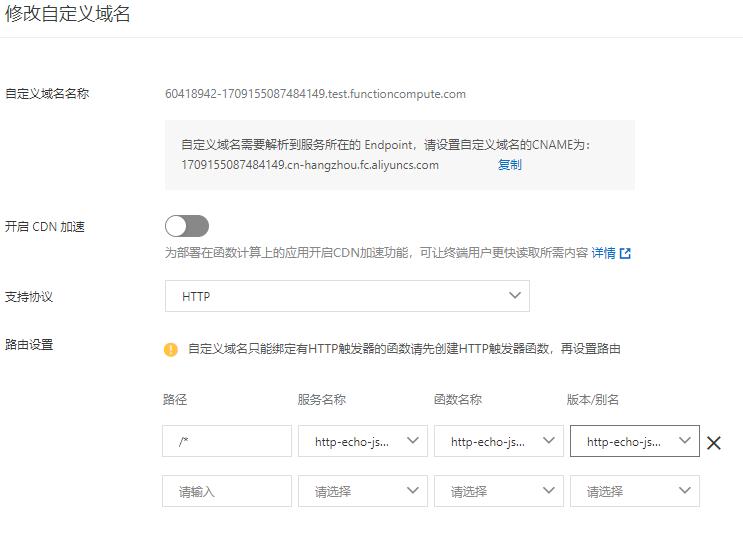 修改自定义域名
自定义域名名称
60418942-1709155087484149.test.functioncompute.com
自定义域名需要解析到服务所在的 Endpoint，请设置自定义域名的CNAME为：
1709155087484149.cn-hangzhou.fc.aliyuncs.com 复制
开启 CDN 加速
为部署在函数计算上的应用开启CDN加速功能，可让终端用户更快读取所需内容 详情
支持协议 HTTP
路由设置 自定义域名只能绑定有HTTP触发器的函数请先创建HTTP触发器函数，再设置路由
路径 服务名称 函数名称 版本/别名
/* http-echo-js... http-echo-js... http-echo-js...
请输入 请选择 请选择 请选择